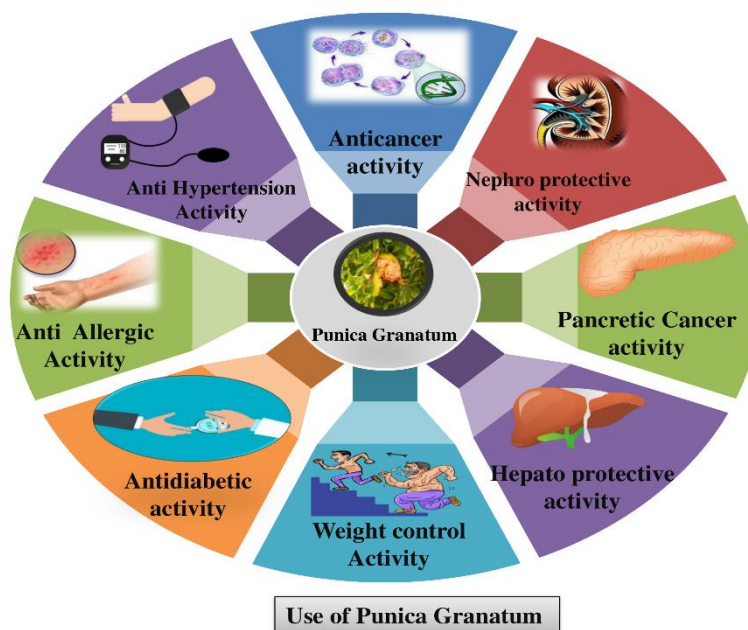 Anticancer
activity
Nephro protective
activity
Pancretic Cancer
activity
Hepato protective
activity
Weight control
Activity
Antidiabetic
activity
Anti Allergic
Activity
Anti Hypertension
Activity
Punica Granatum
Use of Punica Granatum